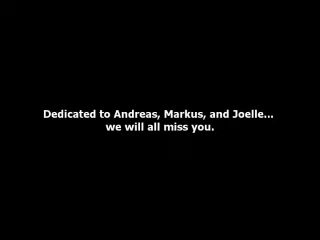 Dedicated to Andreas, Markus, and Joelle...
we will all miss you.